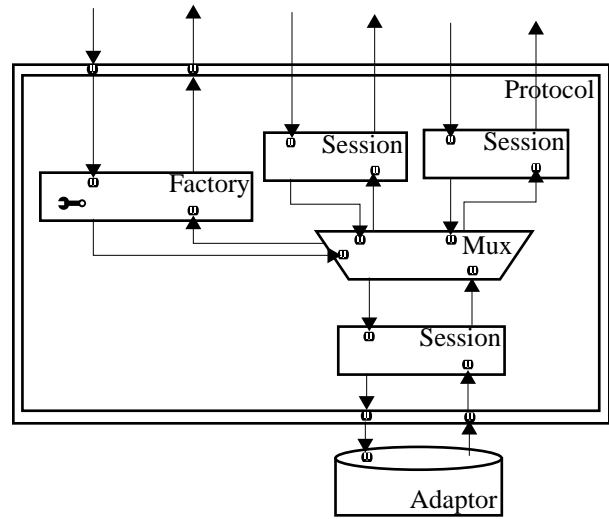 Protocol
Session
Session
Factory
Mux
Session
Adaptor